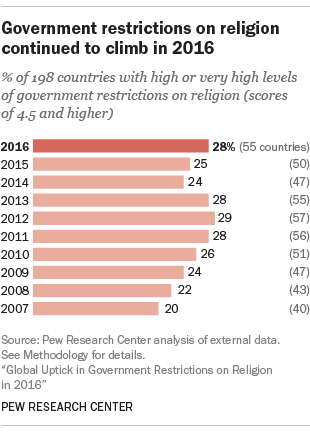 Government restrictions on religion
continued to climb in 2016
% of 198 countries with high or very high levels
of government restrictions on religion (scores
of 4.5 and higher)
2016 28% (55 countries)
2015 25 (50)
2014 24 (47)
2013 28 (55)
2012 29 (57)
2011 28 (56)
2010 26 (51)
2009 24 (47)
2008 22 (43)
2007 20 (40)
Source: Pew Research Center analysis of external data.
See Methodology for details.
“Global Uptick in Government Restrictions on Religion
in 2016”
PEW RESEARCH CENTER